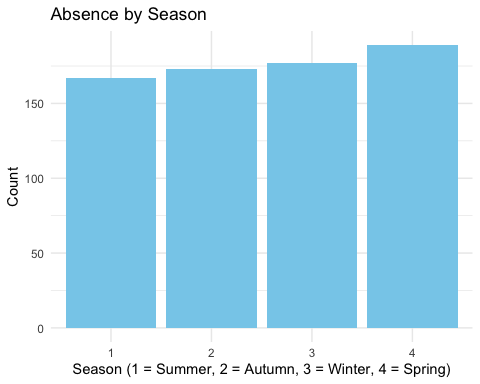 Absence by Season
Count
150
100
50
0
1 2 3 4
Season (1 = Summer, 2 = Autumn, 3 = Winter, 4 = Spring)